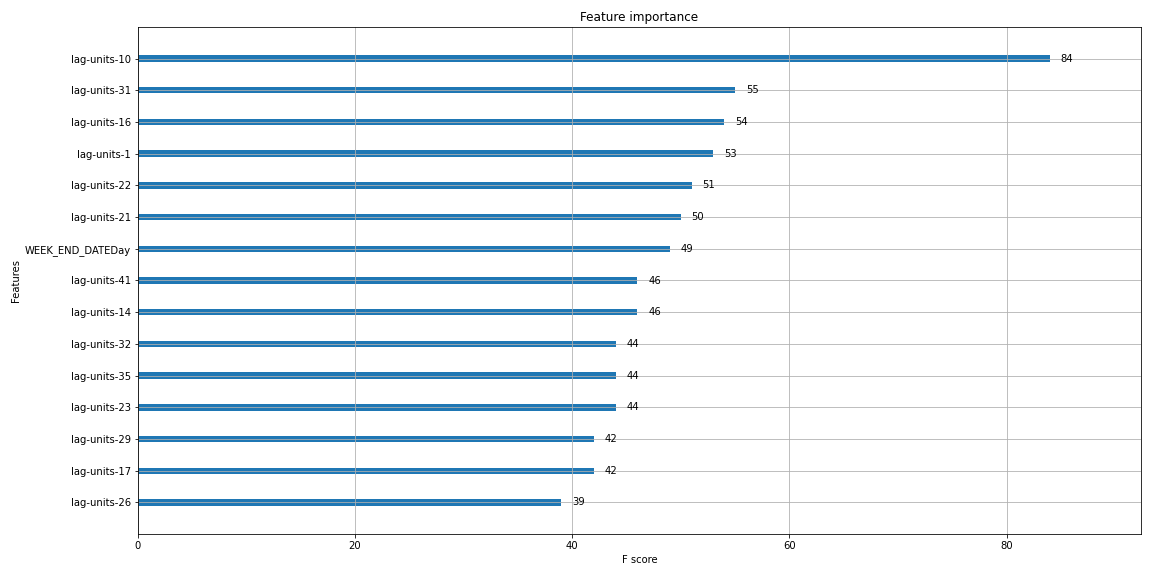 Feature importance
lag-units-10 84
lag-units-31 55
lag-units-16 54
lag-units-1 53
lag-units-22 51
lag-units-21 50
WEEK_END_DATEDay 49
lag-units-41 46
lag-units-14 46
lag-units-32 44
lag-units-35 44
lag-units-23 44
lag-units-29 42
lag-units-17 42
lag-units-26 39
Features
0 20 40 60 80
F score